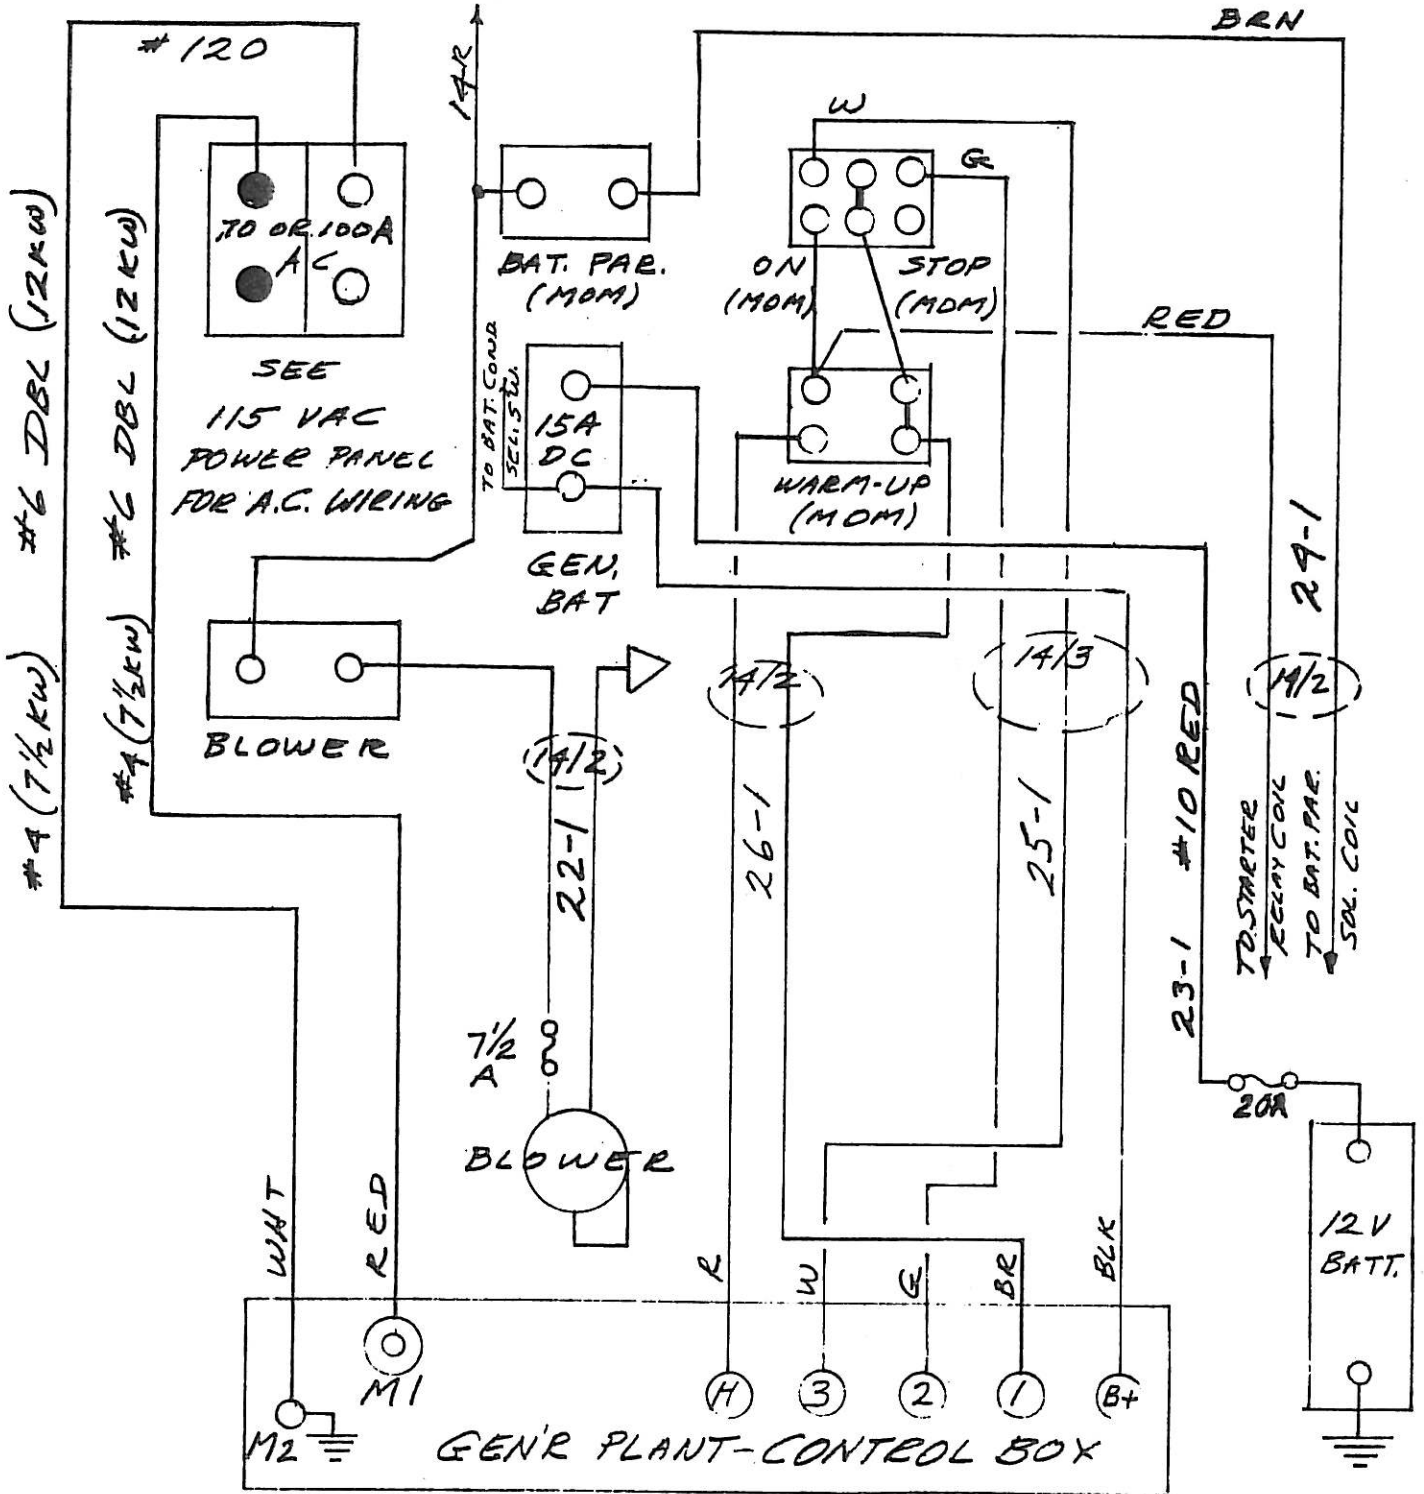 BRN
# 120
14-R
W
G
70 OR 100A
AC
BAT. PAR.
(MOM)
ON
(MOM)
STOP
(MOM)
RED
#6 DBL (12KW)
#6 DBL (12KW)
SEE
115 VAC
POWER PANEL
FOR A.C. WIRING
TO BAT. COND
SEL. SW.
15A
DC
GEN.
BAT
WARM-UP
(MOM)
24-1
14/2
14/3
14/2
#4 (7½KW)
#4 (7½KW)
BLOWER
14/2
22-1
26-1
25-1
23-1 #10 RED
TO STARTER
RELAY COIL
TO BAT. PAR.
SOL. COIL
7½
A
BLOWER
20A
12V
BATT.
WHT
RED
R
W
G
BR
BLK
M1
H
3
2
1
B+
M2
GEN'R PLANT-CONTROL BOX